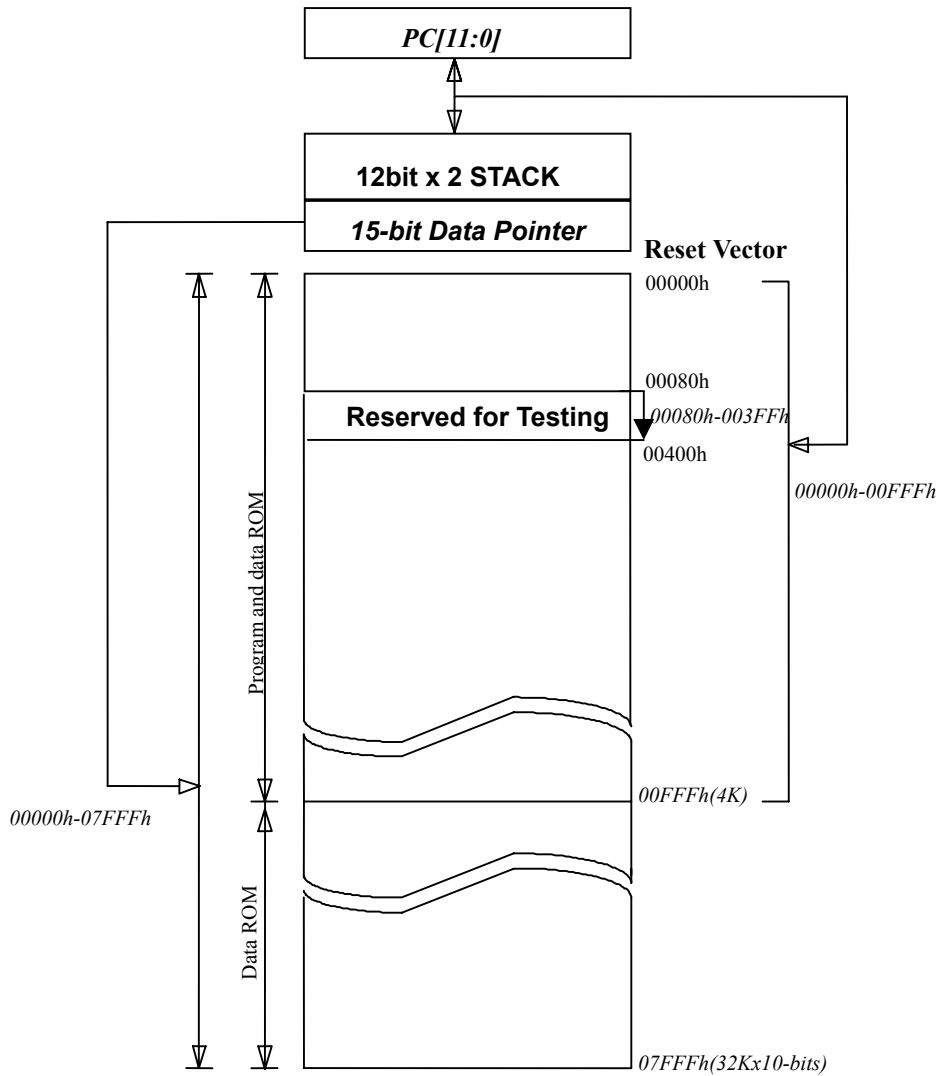 PC[11:0]
12bit x 2 STACK
15-bit Data Pointer
Reset Vector
00000h
00080h
Reserved for Testing
00080h-003FFh
00400h
00000h-00FFFh
Program and data ROM
00FFFh(4K)
00000h-07FFFh
Data ROM
07FFFh(32Kx10-bits)